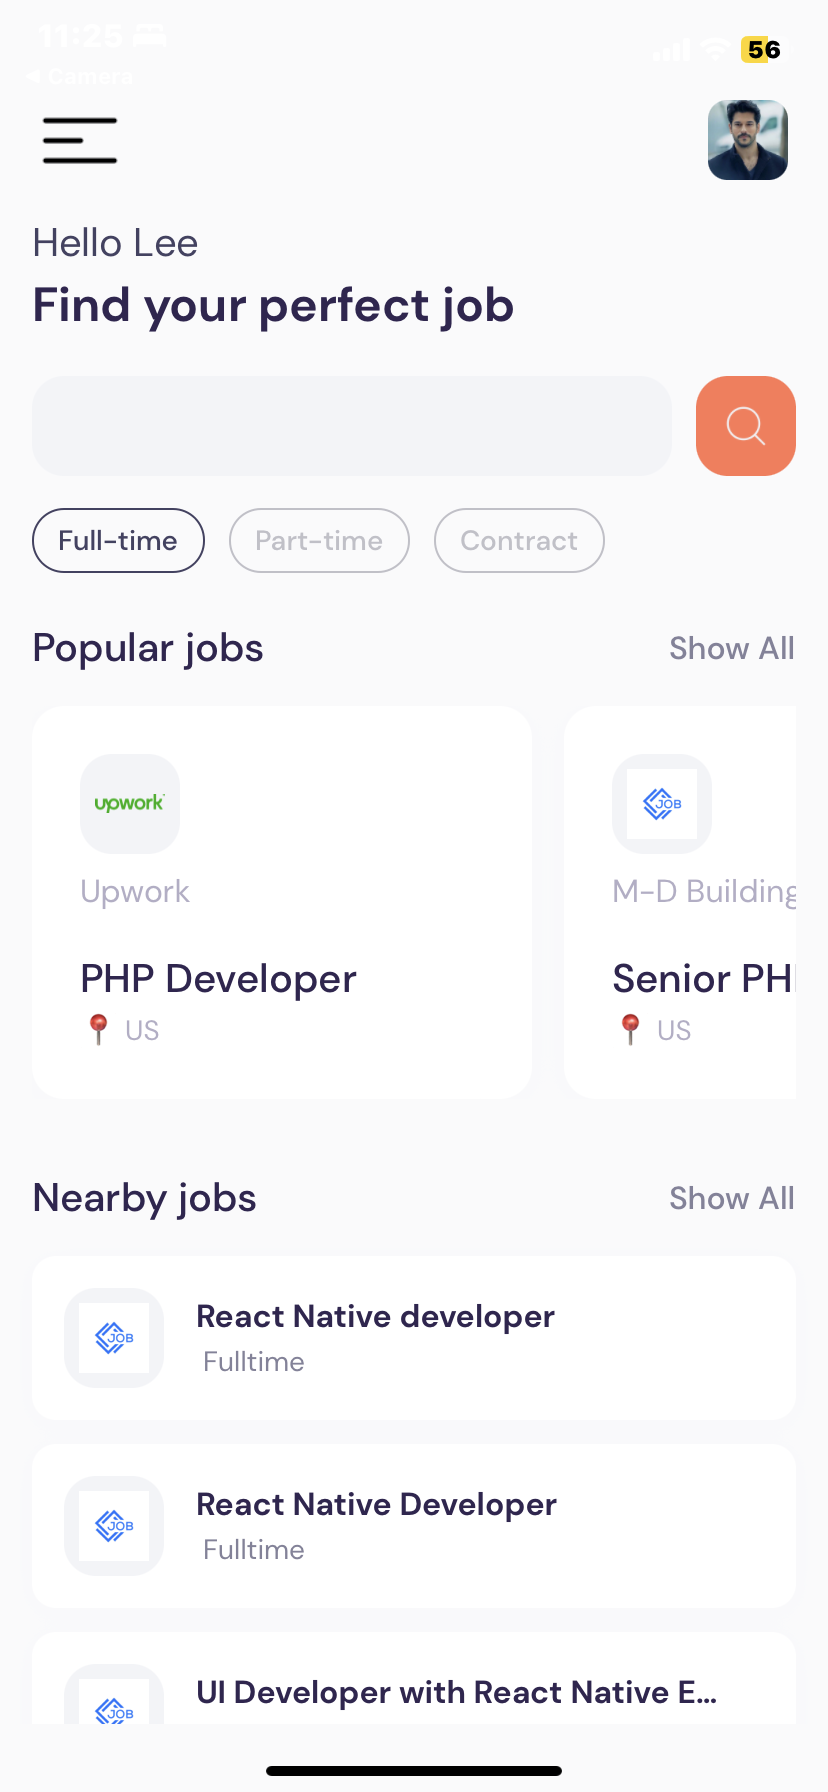 11:25
56
◀ Camera
Hello Lee
Find your perfect job
Full-time Part-time Contract
Popular jobs Show All
upwork
JOB
Upwork
M-D Building
PHP Developer
Senior PH
📍 US
📍 US
Nearby jobs Show All
JOB
React Native developer
Fulltime
JOB
React Native Developer
Fulltime
JOB
UI Developer with React Native E...